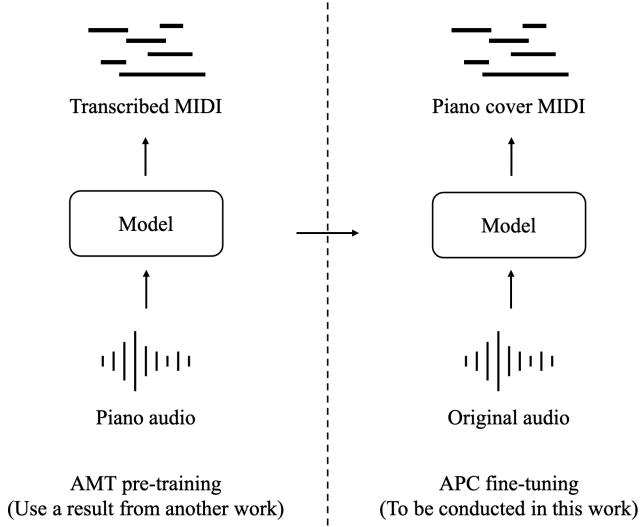 Transcribed MIDI
Model
Piano audio
AMT pre-training
(Use a result from another work)
Piano cover MIDI
Model
Original audio
APC fine-tuning
(To be conducted in this work)